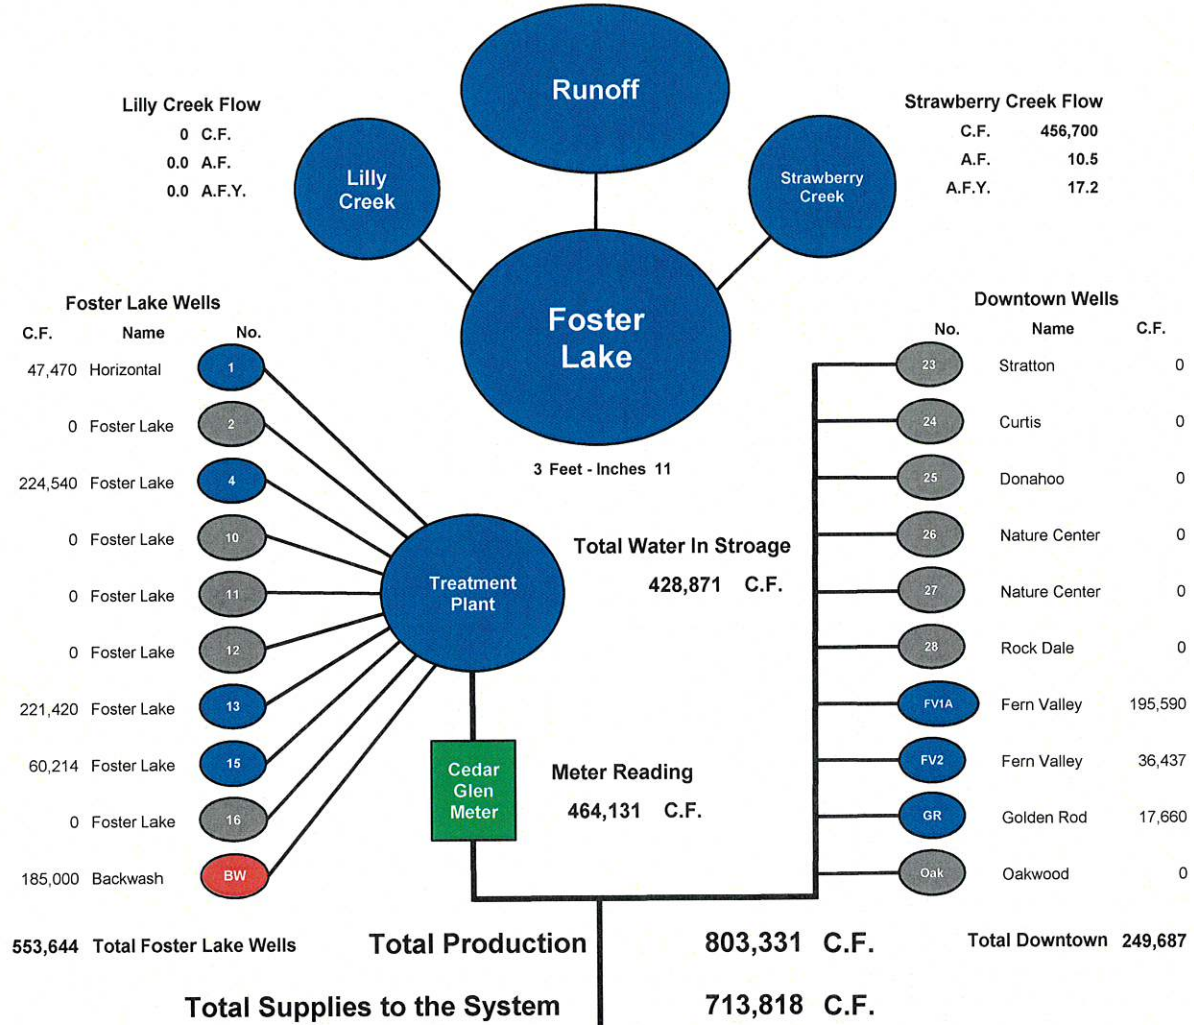 Runoff
Lilly Creek Flow
0 C.F.
0.0 A.F.
0.0 A.F.Y.
Lilly
Creek
Strawberry
Creek
Strawberry Creek Flow
C.F. 456,700
A.F. 10.5
A.F.Y. 17.2
Foster
Lake
3 Feet - Inches 11
Foster Lake Wells
C.F. Name No.
47,470 Horizontal 1
0 Foster Lake 2
224,540 Foster Lake 4
0 Foster Lake 10
0 Foster Lake 11
0 Foster Lake 12
221,420 Foster Lake 13
60,214 Foster Lake 15
0 Foster Lake 16
185,000 Backwash BW
553,644 Total Foster Lake Wells
Treatment
Plant
Total Water In Stroage
428,871 C.F.
Cedar
Glen
Meter
Meter Reading
464,131 C.F.
Downtown Wells
No. Name C.F.
23 Stratton 0
24 Curtis 0
25 Donahoo 0
26 Nature Center 0
27 Nature Center 0
28 Rock Dale 0
FV1A Fern Valley 195,590
FV2 Fern Valley 36,437
GR Golden Rod 17,660
Oak Oakwood 0
Total Downtown 249,687
Total Production 803,331 C.F.
Total Supplies to the System 713,818 C.F.